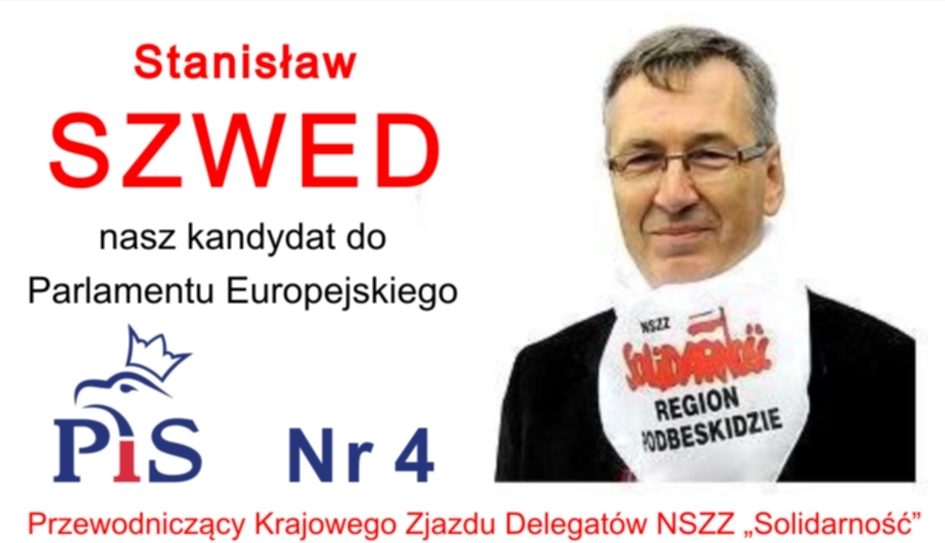 Stanisław
SZWED
nasz kandydat do
Parlamentu Europejskiego
PiS
Nr 4
NSZZ
SOLIDARNOŚĆ
REGION
PODBESKIDZIE
Przewodniczący Krajowego Zjazdu Delegatów NSZZ „Solidarność”